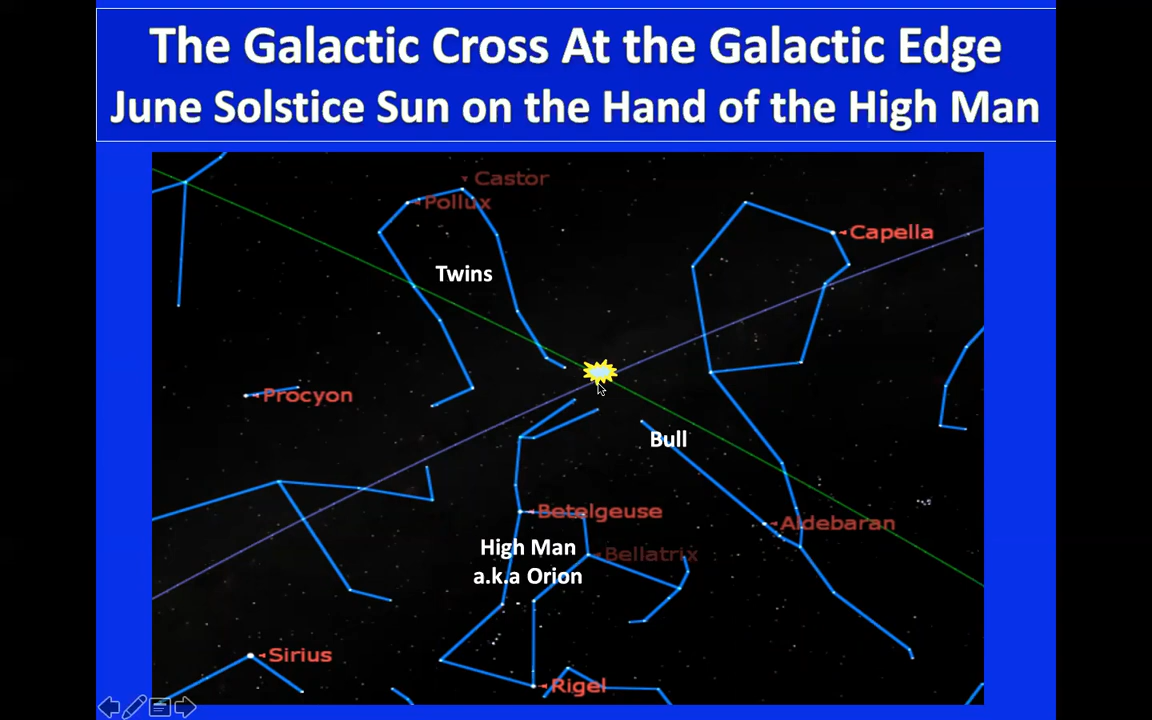 The Galactic Cross At the Galactic Edge
June Solstice Sun on the Hand of the High Man
Castor
Pollux
Capella
Twins
Procyon
Bull
Betelgeuse
Aldebaran
High Man
Bellatrix
a.k.a Orion
Sirius
Rigel